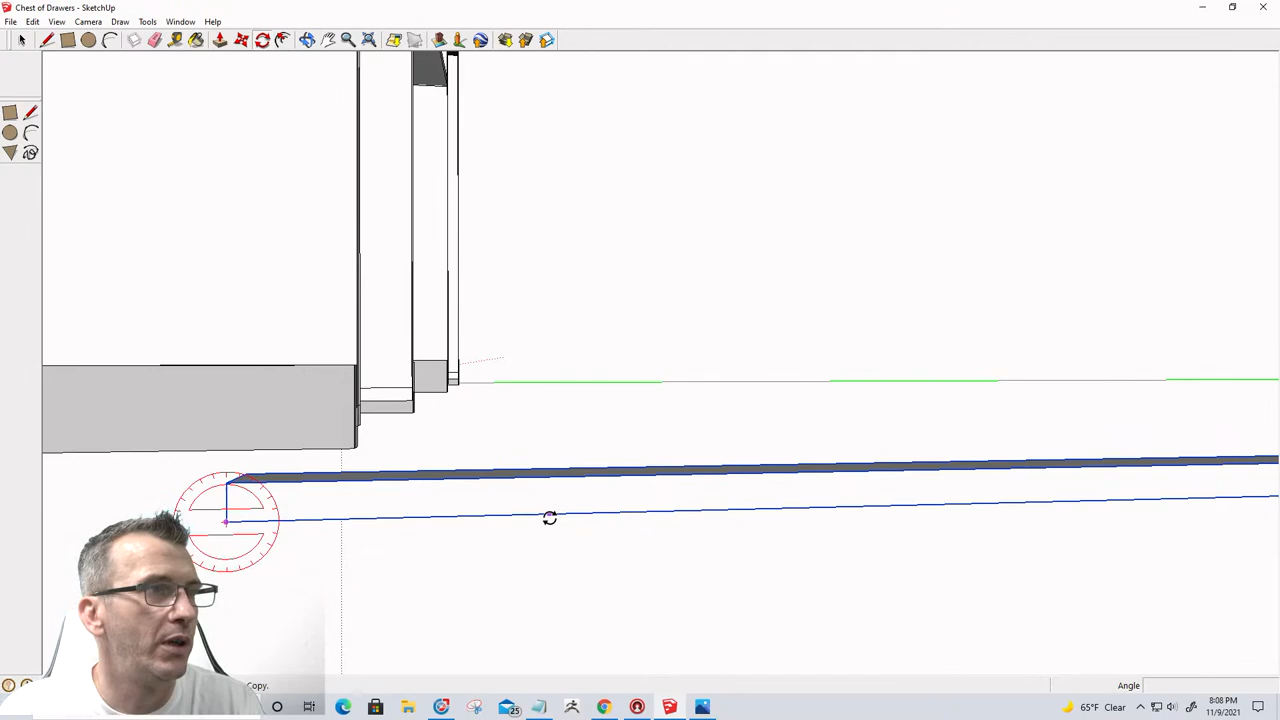 Chest of Drawers - SketchUp
File Edit View Camera Draw Tools Window Help
Copy.
Angle
25
65°F Clear
8:08 PM
11/9/2021